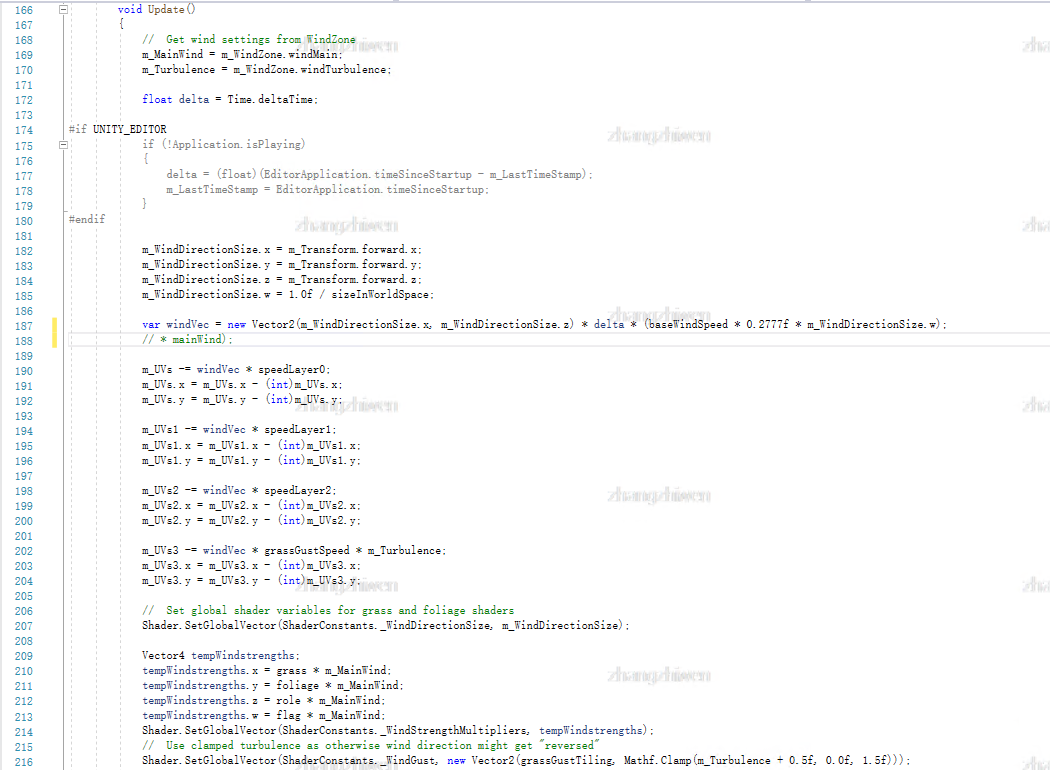 166 void Update()
167 {
168 // Get wind settings from WindZone
169 m_MainWind = m_WindZone.windMain;
170 m_Turbulence = m_WindZone.windTurbulence;
171
172 float delta = Time.deltaTime;
173
174 #if UNITY_EDITOR
175 if (!Application.isPlaying)
176 {
177 delta = (float)(EditorApplication.timeSinceStartup - m_LastTimeStamp);
178 m_LastTimeStamp = EditorApplication.timeSinceStartup;
179 }
180 #endif
181
182 m_WindDirectionSize.x = m_Transform.forward.x;
183 m_WindDirectionSize.y = m_Transform.forward.y;
184 m_WindDirectionSize.z = m_Transform.forward.z;
185 m_WindDirectionSize.w = 1.0f / sizeInWorldSpace;
186
187 var windVec = new Vector2(m_WindDirectionSize.x, m_WindDirectionSize.z) * delta * (baseWindSpeed * 0.2777f * m_WindDirectionSize.w);
188 // * mainWind);
189
190 m_UVs -= windVec * speedLayer0;
191 m_UVs.x = m_UVs.x - (int)m_UVs.x;
192 m_UVs.y = m_UVs.y - (int)m_UVs.y;
193
194 m_UVs1 -= windVec * speedLayer1;
195 m_UVs1.x = m_UVs1.x - (int)m_UVs1.x;
196 m_UVs1.y = m_UVs1.y - (int)m_UVs1.y;
197
198 m_UVs2 -= windVec * speedLayer2;
199 m_UVs2.x = m_UVs2.x - (int)m_UVs2.x;
200 m_UVs2.y = m_UVs2.y - (int)m_UVs2.y;
201
202 m_UVs3 -= windVec * grassGustSpeed * m_Turbulence;
203 m_UVs3.x = m_UVs3.x - (int)m_UVs3.x;
204 m_UVs3.y = m_UVs3.y - (int)m_UVs3.y;
205
206 // Set global shader variables for grass and foliage shaders
207 Shader.SetGlobalVector(ShaderConstants._WindDirectionSize, m_WindDirectionSize);
208
209 Vector4 tempWindstrengths;
210 tempWindstrengths.x = grass * m_MainWind;
211 tempWindstrengths.y = foliage * m_MainWind;
212 tempWindstrengths.z = role * m_MainWind;
213 tempWindstrengths.w = flag * m_MainWind;
214 Shader.SetGlobalVector(ShaderConstants._WindStrengthMultipliers, tempWindstrengths);
215 // Use clamped turbulence as otherwise wind direction might get "reversed"
216 Shader.SetGlobalVector(ShaderConstants._WindGust, new Vector2(grassGustTiling, Mathf.Clamp(m_Turbulence + 0.5f, 0.0f, 1.5f)));
zhangzhiwen